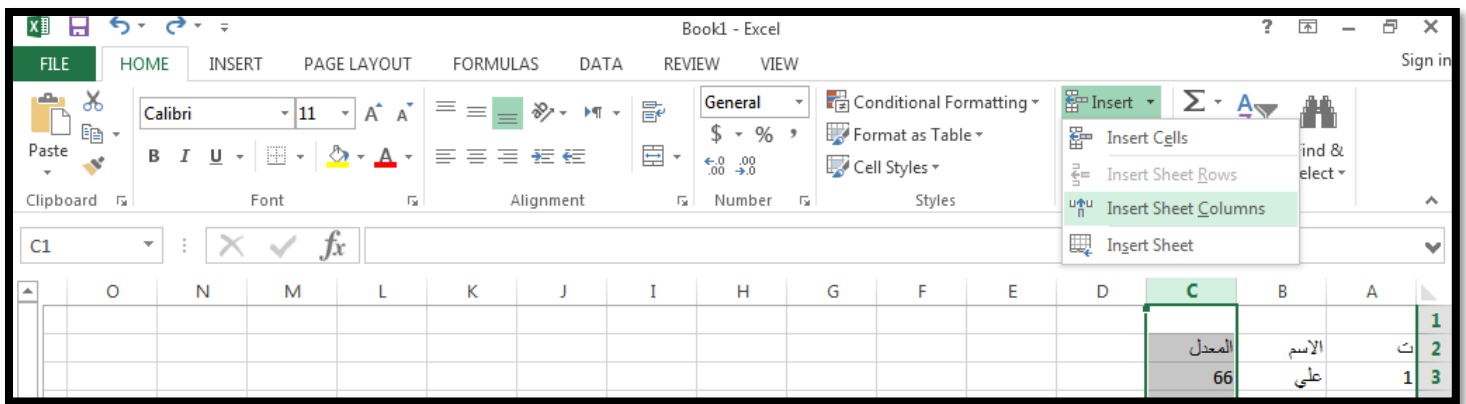 Book1 - Excel
?
FILE HOME INSERT PAGE LAYOUT FORMULAS DATA REVIEW VIEW Sign in
Paste
Calibri 11 A A
B I U A
General
$ % ,
.0 .00
.00 .0
Conditional Formatting
Format as Table
Cell Styles
Insert
Σ
Insert Cells
Insert Sheet Rows
Insert Sheet Columns
Insert Sheet
Clipboard Font Alignment Number Styles
C1 fx
O N M L K J I H G F E D C B A
1
ت الاسم المعدل 2
1 علي 66 3